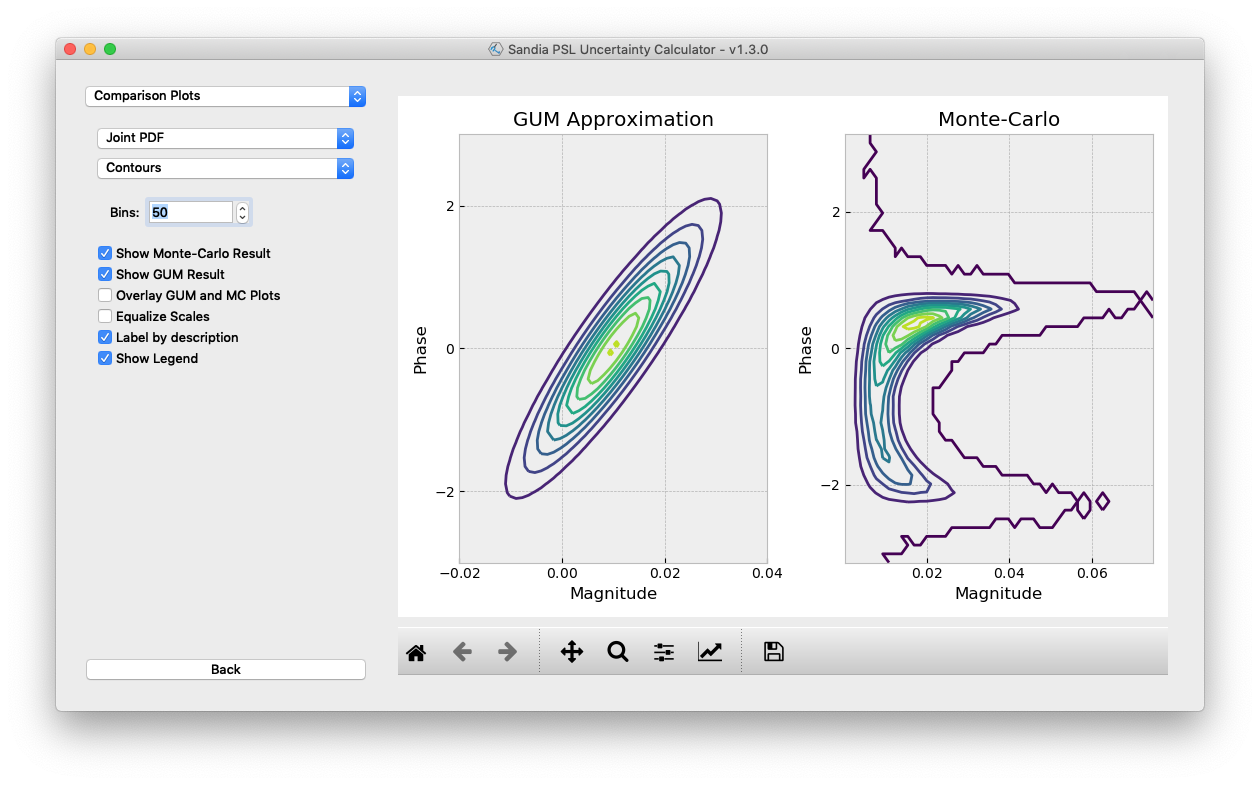 Sandia PSL Uncertainty Calculator - v1.3.0
Comparison Plots
Joint PDF
Contours
Bins: 50
Show Monte-Carlo Result
Show GUM Result
Overlay GUM and MC Plots
Equalize Scales
Label by description
Show Legend
Back
GUM Approximation
2
0
−2
Phase
−0.02 0.00 0.02 0.04
Magnitude
Monte-Carlo
2
0
−2
Phase
0.02 0.04 0.06
Magnitude